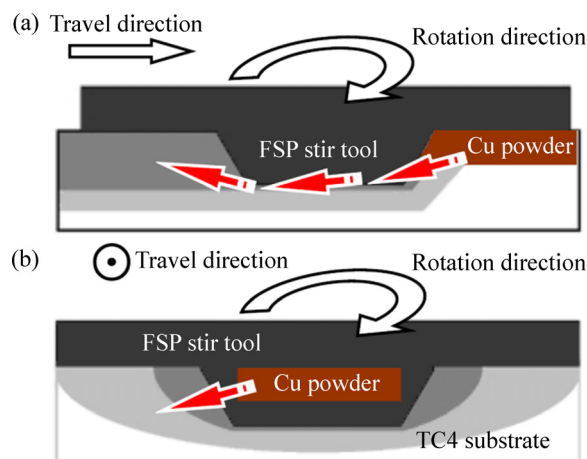 (a)
Travel direction
Rotation direction
FSP stir tool
Cu powder
(b)
Travel direction
Rotation direction
FSP stir tool
Cu powder
TC4 substrate